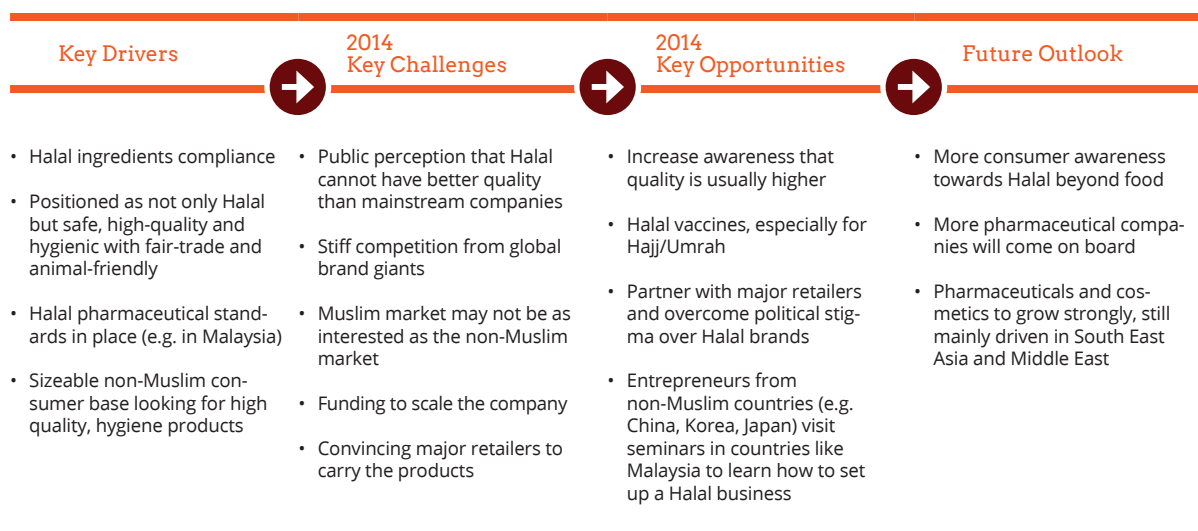 Key Drivers
2014
Key Challenges
2014
Key Opportunities
Future Outlook
• Halal ingredients compliance
• Positioned as not only Halal
but safe, high-quality and
hygienic with fair-trade and
animal-friendly
• Halal pharmaceutical stand-
ards in place (e.g. in Malaysia)
• Sizeable non-Muslim con-
sumer base looking for high
quality, hygiene products
• Public perception that Halal
cannot have better quality
than mainstream companies
• Stiff competition from global
brand giants
• Muslim market may not be as
interested as the non-Muslim
market
• Funding to scale the company
• Convincing major retailers to
carry the products
• Increase awareness that
quality is usually higher
• Halal vaccines, especially for
Hajj/Umrah
• Partner with major retailers
and overcome political stig-
ma over Halal brands
• Entrepreneurs from
non-Muslim countries (e.g.
China, Korea, Japan) visit
seminars in countries like
Malaysia to learn how to set
up a Halal business
• More consumer awareness
towards Halal beyond food
• More pharmaceutical compa-
nies will come on board
• Pharmaceuticals and cos-
metics to grow strongly, still
mainly driven in South East
Asia and Middle East